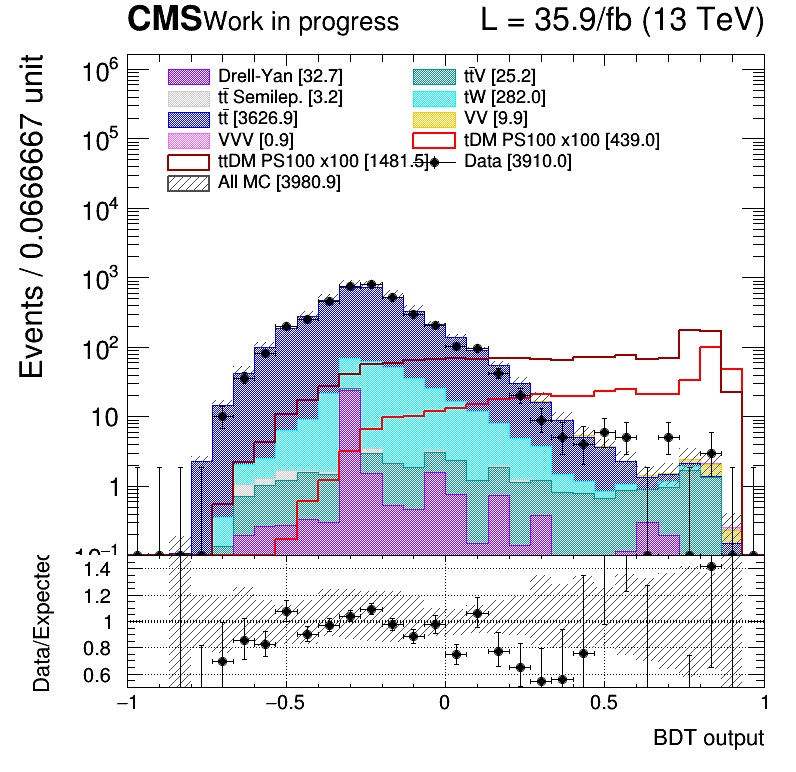 CMS Work in progress L = 35.9/fb (13 TeV)
Events / 0.0666667 unit
10⁶
10⁵
10⁴
10³
10²
10
1
10⁻¹
Drell-Yan [32.7] tt̄V [25.2]
tt̄ Semilep. [3.2] tW [282.0]
tt̄ [3626.9] VV [9.9]
VVV [0.9] tDM PS100 x100 [439.0]
ttDM PS100 x100 [1481.5] Data [3910.0]
All MC [3980.9]
Data/Expected
1.4
1.2
1
0.8
0.6
−1 −0.5 0 0.5 1
BDT output